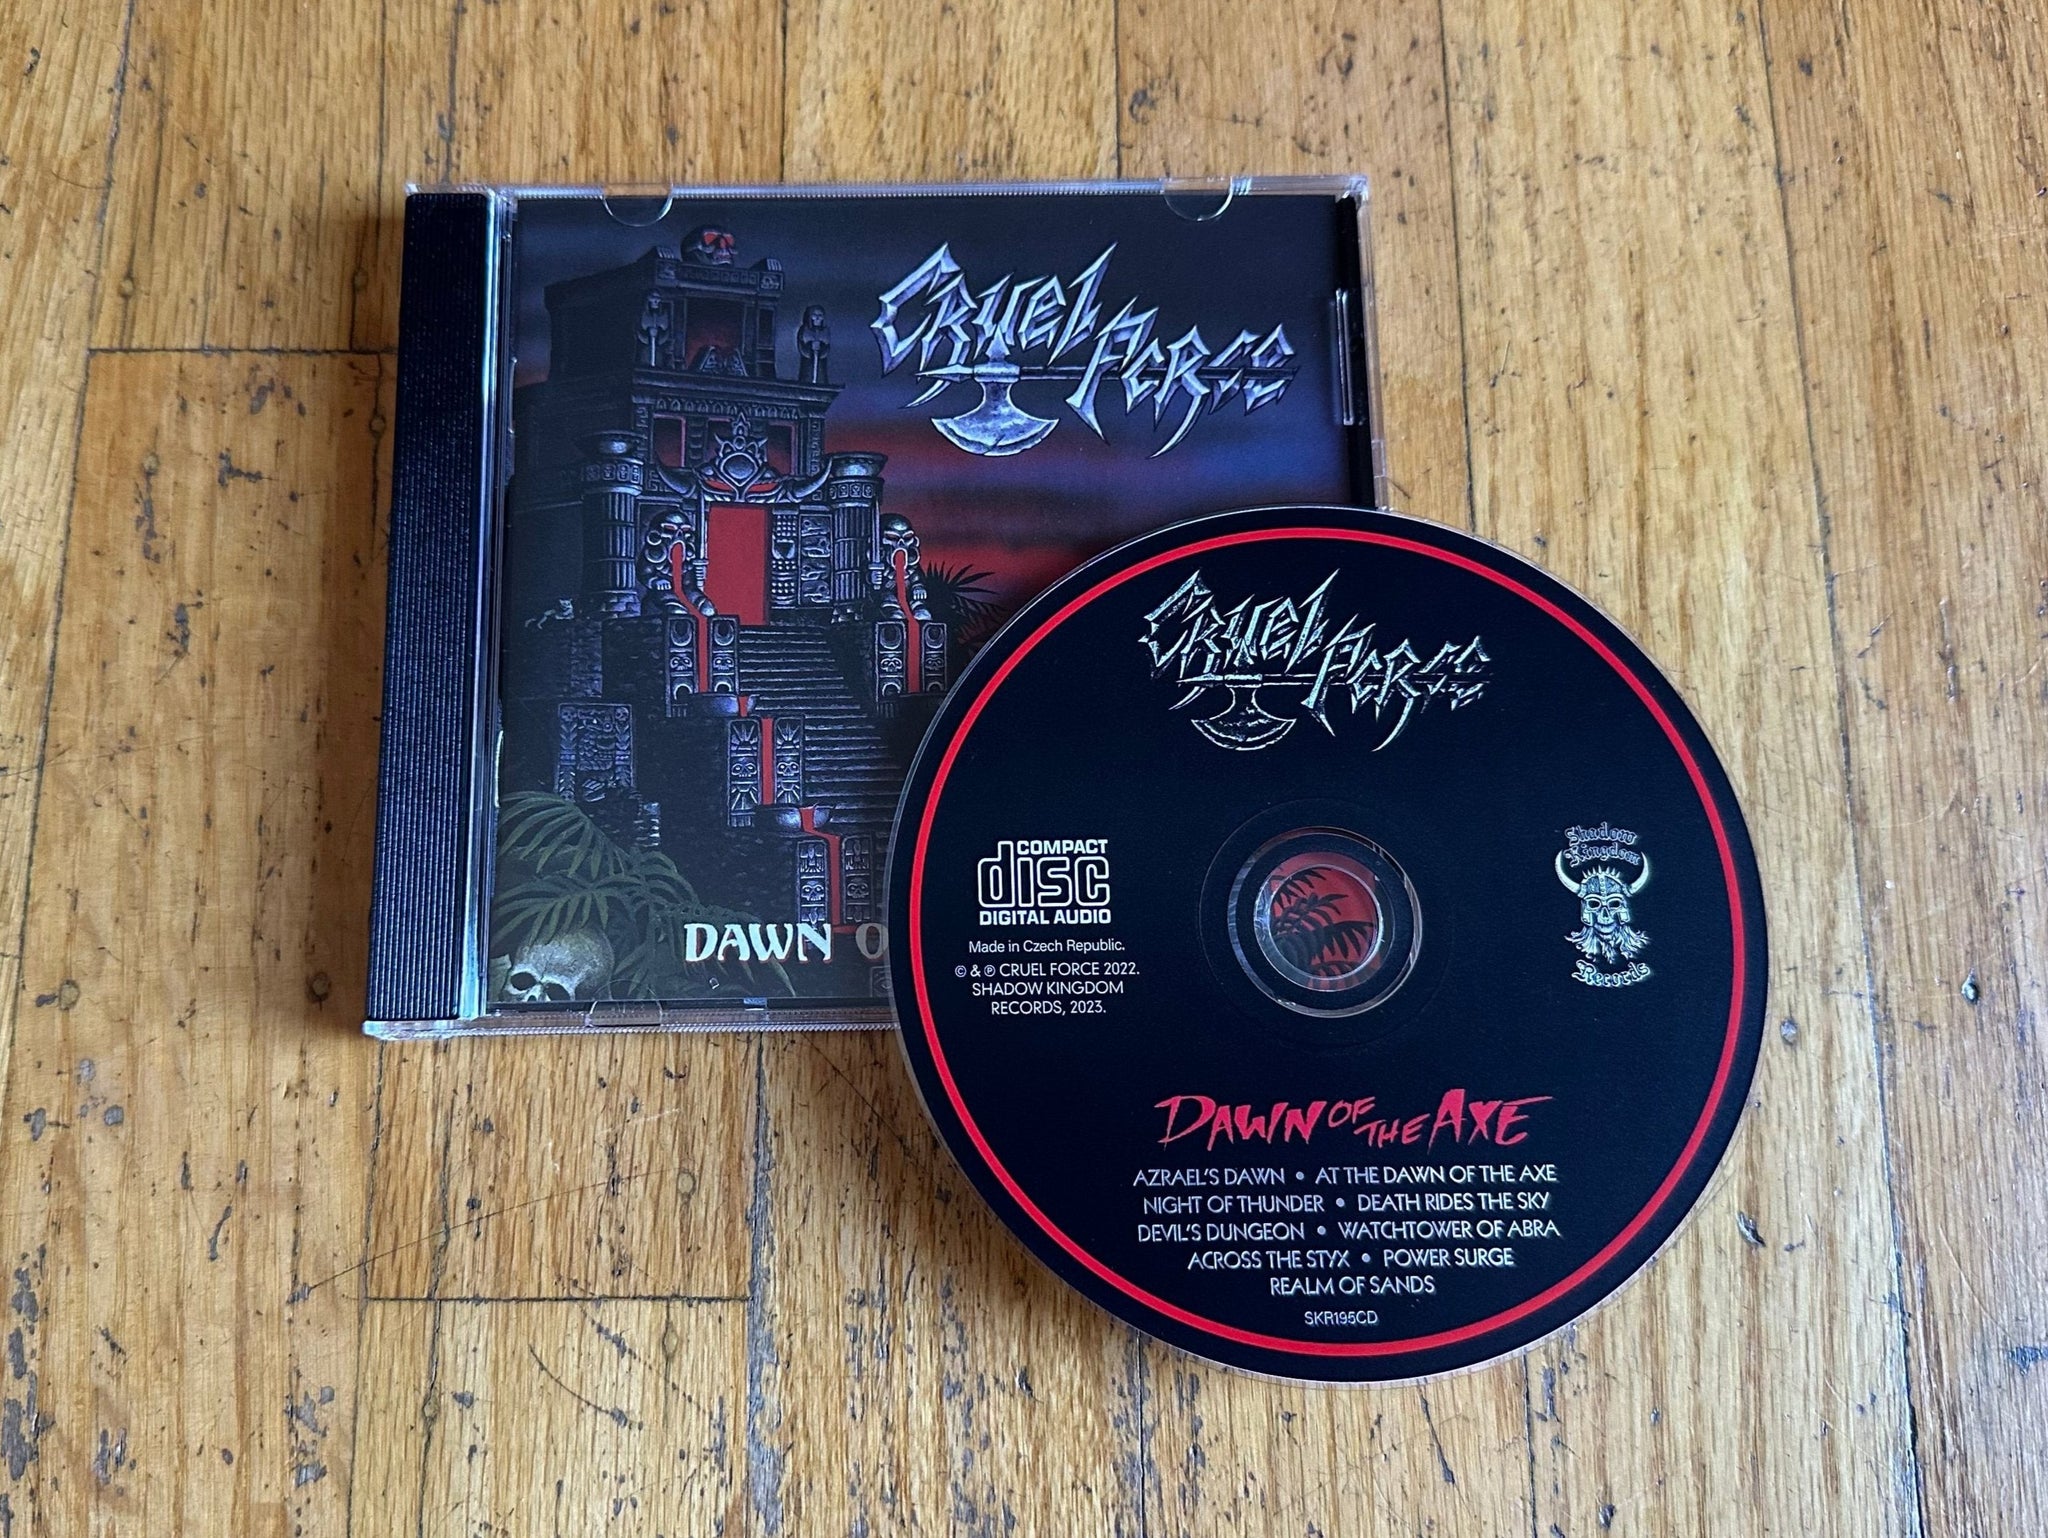 CRUEL FORCE
DAWN O
CRUEL FORCE
COMPACT
disc
DIGITAL AUDIO
Made in Czech Republic.
© & ℗ CRUEL FORCE 2022.
SHADOW KINGDOM
RECORDS, 2023.
Shadow
Kingdom
Records
DAWN OF THE AXE
AZRAEL'S DAWN • AT THE DAWN OF THE AXE
NIGHT OF THUNDER • DEATH RIDES THE SKY
DEVIL'S DUNGEON • WATCHTOWER OF ABRA
ACROSS THE STYX • POWER SURGE
REALM OF SANDS
SKR195CD